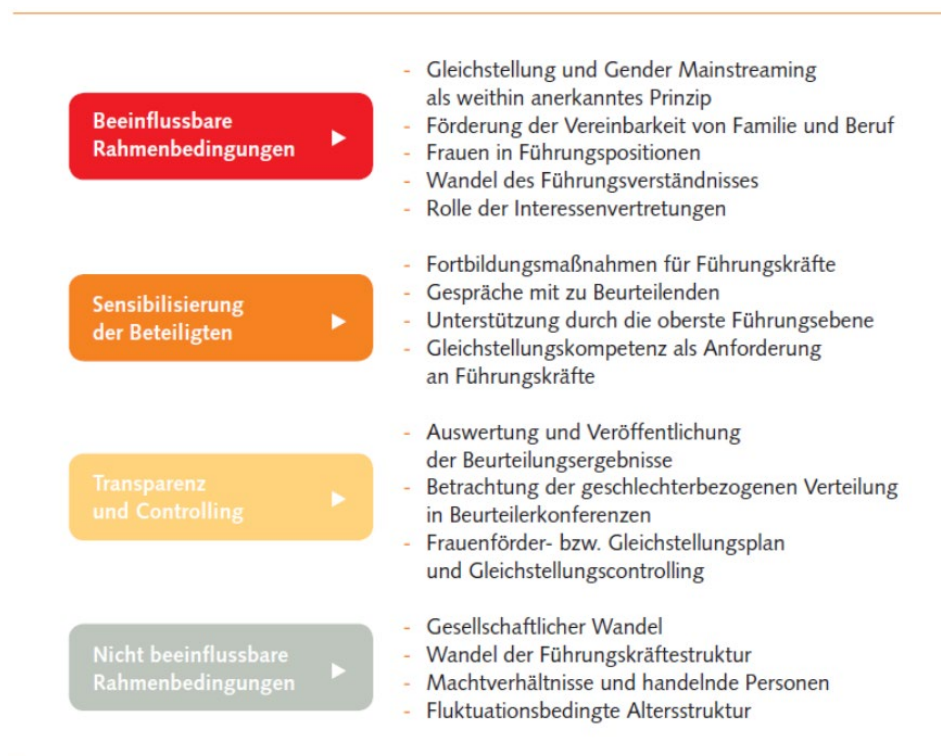 Beeinflussbare
Rahmenbedingungen
- Gleichstellung und Gender Mainstreaming
als weithin anerkanntes Prinzip
- Förderung der Vereinbarkeit von Familie und Beruf
- Frauen in Führungspositionen
- Wandel des Führungsverständnisses
- Rolle der Interessenvertretungen
Sensibilisierung
der Beteiligten
- Fortbildungsmaßnahmen für Führungskräfte
- Gespräche mit zu Beurteilenden
- Unterstützung durch die oberste Führungsebene
- Gleichstellungskompetenz als Anforderung
an Führungskräfte
Transparenz
und Controlling
- Auswertung und Veröffentlichung
der Beurteilungsergebnisse
- Betrachtung der geschlechterbezogenen Verteilung
in Beurteilerkonferenzen
- Frauenförder- bzw. Gleichstellungsplan
und Gleichstellungscontrolling
Nicht beeinflussbare
Rahmenbedingungen
- Gesellschaftlicher Wandel
- Wandel der Führungskräftestruktur
- Machtverhältnisse und handelnde Personen
- Fluktuationsbedingte Altersstruktur